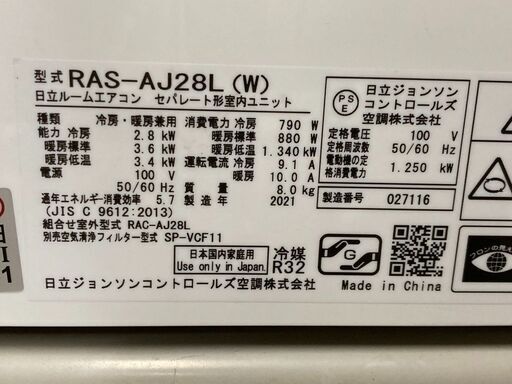 型式 RAS-AJ28L (W)
日立ルームエアコン セパレート形室内ユニット
種類 冷房・暖房兼用
能力 冷房 2.8 kW
暖房標準 3.6 kW
暖房低温 3.4 kW
電源 100 V
50/60 Hz
消費電力 冷房 790 W
暖房標準 880 W
暖房低温 1.340 kW
運転電流 冷房 9.1 A
暖房 10.0 A
質量 8.0 kg
製造年 2021
通年エネルギー消費効率 5.7
(JIS C 9612:2013)
組合せ室外型式 RAC-AJ28L
別売空気清浄フィルター型式 SP-VCF11
PS
E
日立ジョンソン
コントロールズ
空調株式会社
定格電圧 100 V
定格周波数 50/60 Hz
電動機の定格消費電力 1.250 kW
製造番号 027116
日本国内家庭用
Use only in Japan.
冷媒
R32
G
Made in China
フロンの見え
日立ジョンソンコントロールズ空調株式会社